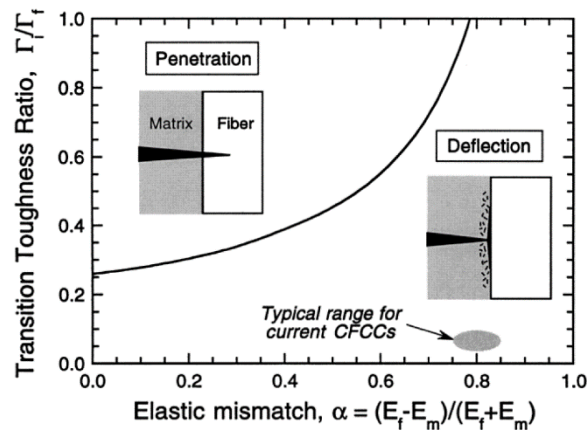 Transition Toughness Ratio, Γi/Γf
1.0
0.8
0.6
0.4
0.2
0.0
Penetration
Matrix
Fiber
Deflection
Typical range for
current CFCCs
0.0
0.2
0.4
0.6
0.8
1.0
Elastic mismatch, α = (Ef-Em)/(Ef+Em)